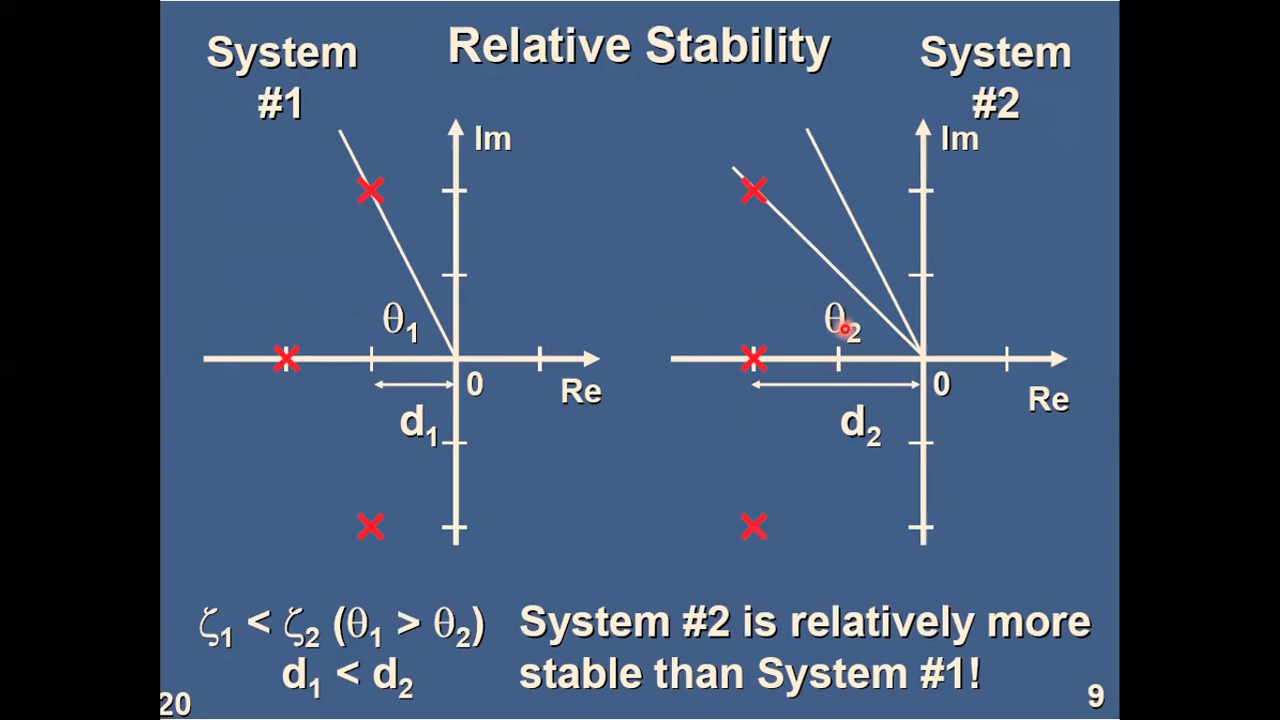 Relative Stability
System
#1
System
#2
Im
θ1
0
Re
d1
Im
θ2
0
Re
d2
ζ1 < ζ2 (θ1 > θ2)
d1 < d2
System #2 is relatively more
stable than System #1!
20
9